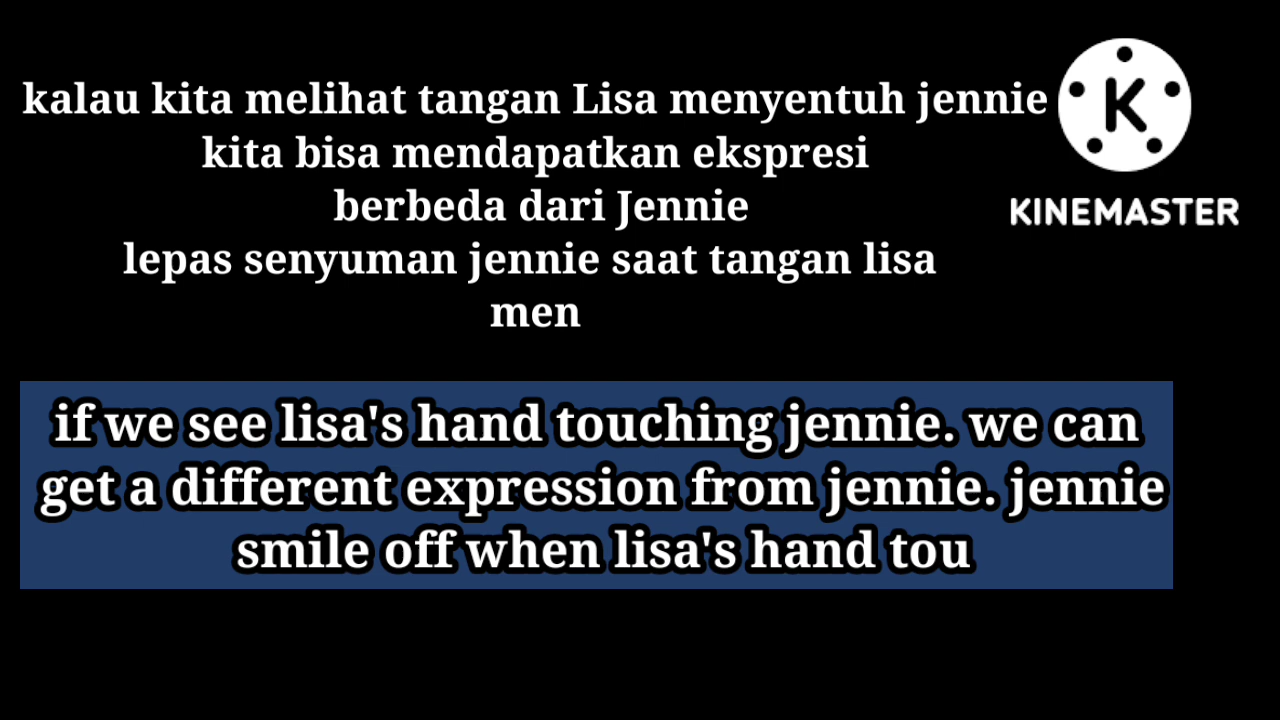 kalau kita melihat tangan Lisa menyentuh jennie
kita bisa mendapatkan ekspresi
berbeda dari Jennie
lepas senyuman jennie saat tangan lisa
men
K
KINEMASTER
if we see lisa's hand touching jennie. we can
get a different expression from jennie. jennie
smile off when lisa's hand tou